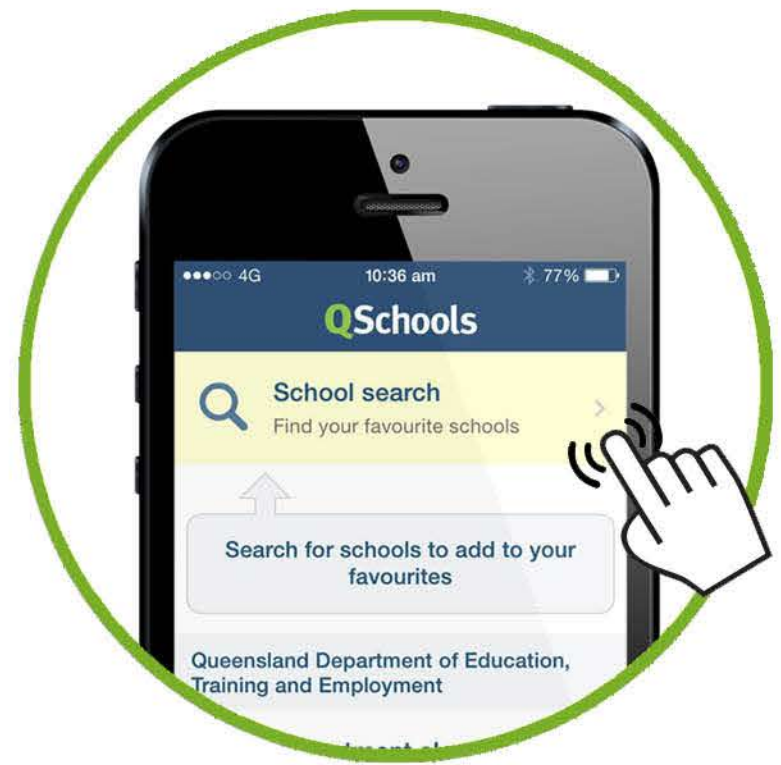 4G 10:36 am 77%
QSchools
School search
Find your favourite schools
Search for schools to add to your
favourites
Queensland Department of Education,
Training and Employment